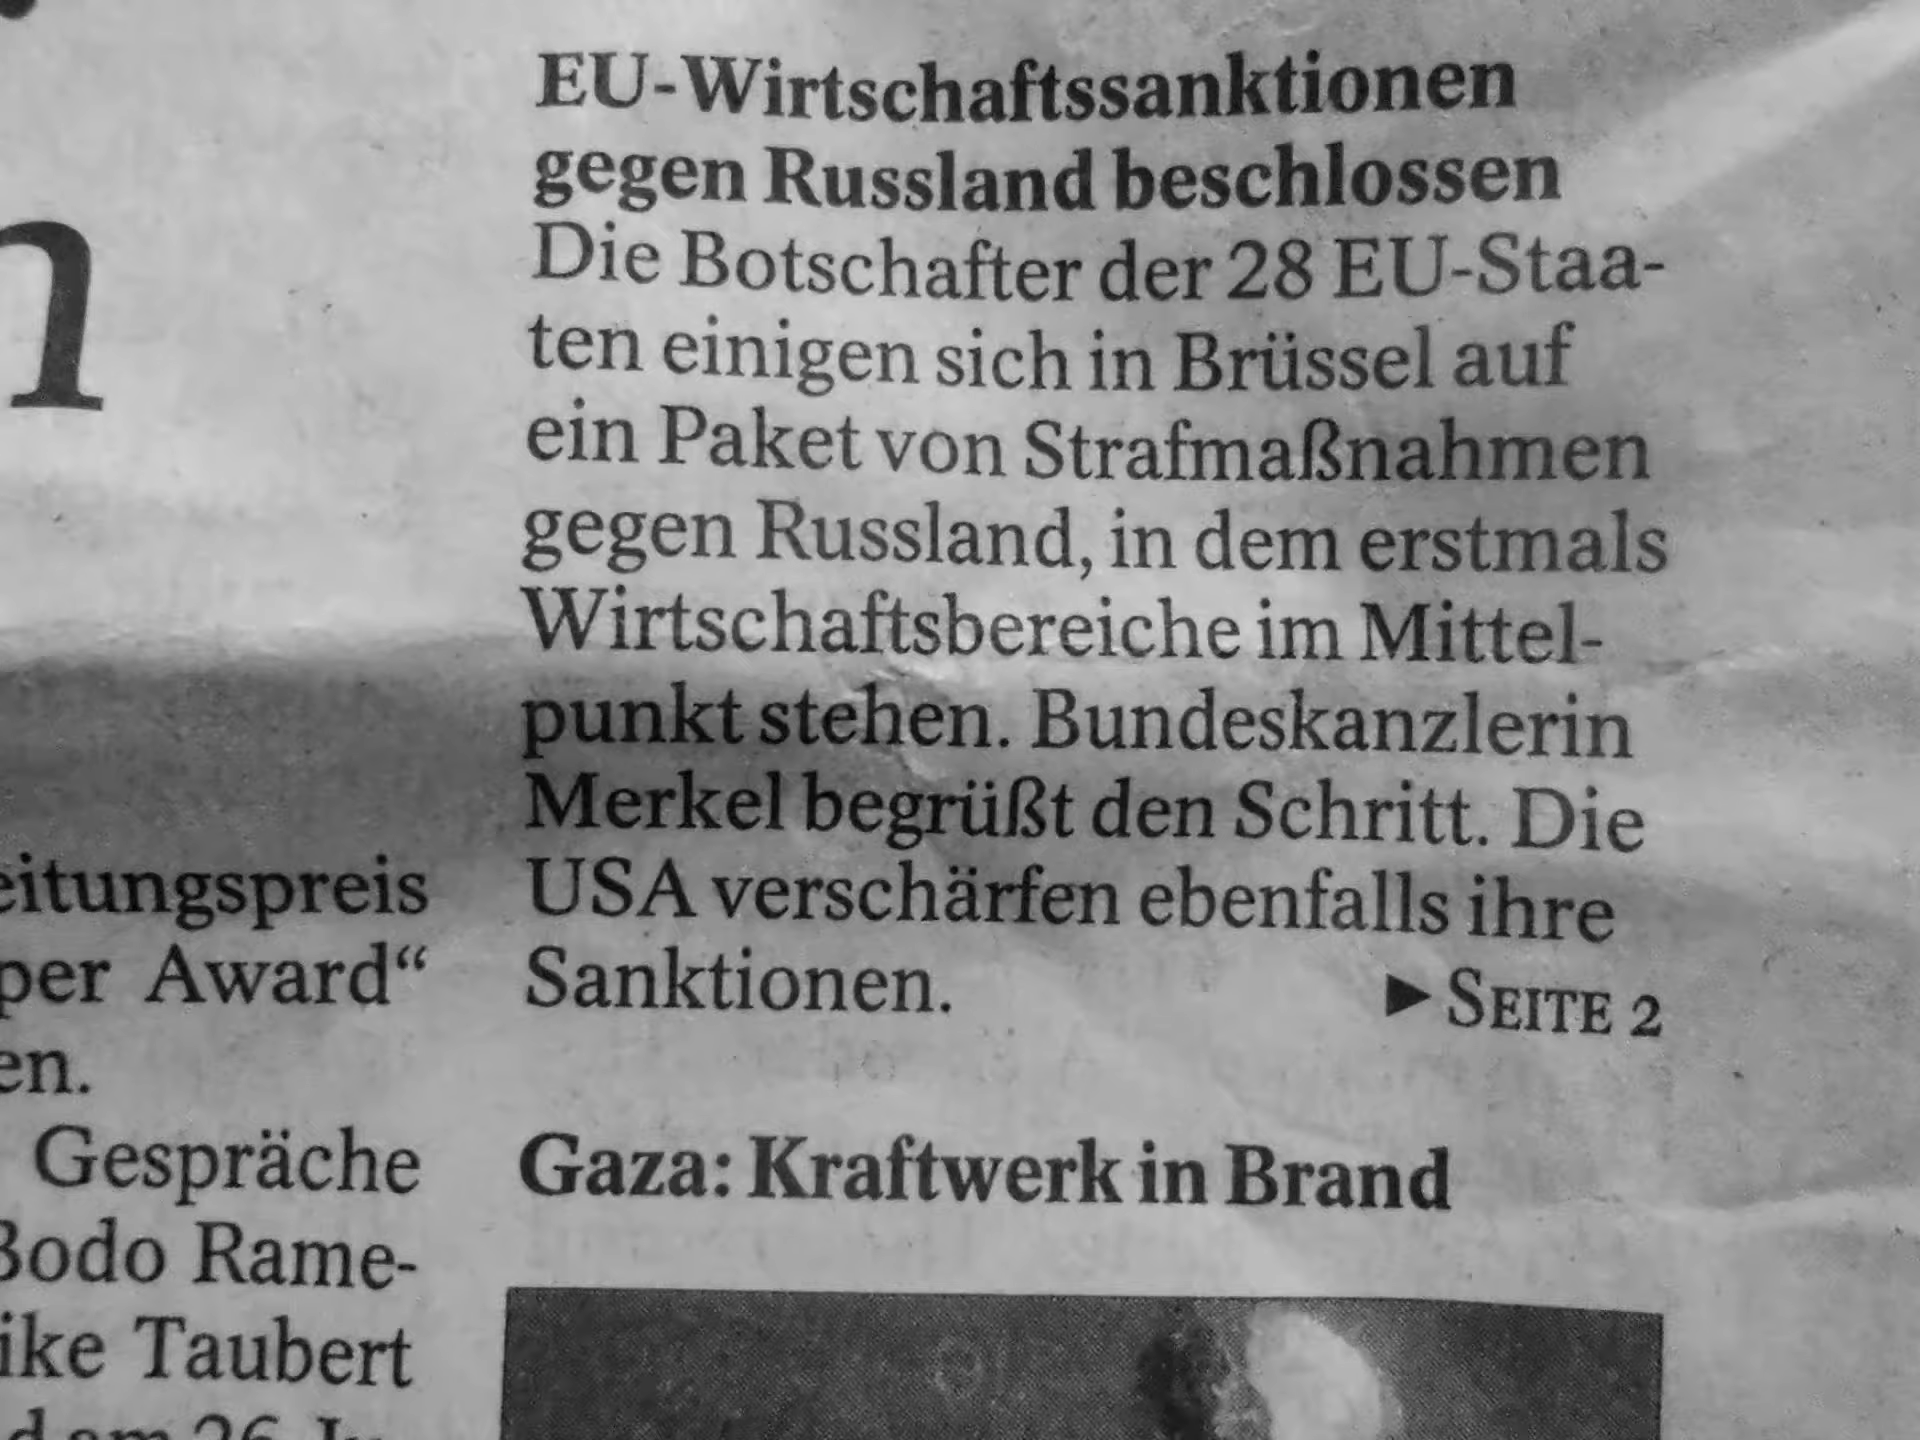 n
eitungspreis
per Award“
en.
Gespräche
Bodo Rame-
ike Taubert
d am 26. Ju-
EU-Wirtschaftssanktionen
gegen Russland beschlossen
Die Botschafter der 28 EU-Staa-
ten einigen sich in Brüssel auf
ein Paket von Strafmaßnahmen
gegen Russland, in dem erstmals
Wirtschaftsbereiche im Mittel-
punkt stehen. Bundeskanzlerin
Merkel begrüßt den Schritt. Die
USA verschärfen ebenfalls ihre
Sanktionen. ►SEITE 2
Gaza: Kraftwerk in Brand